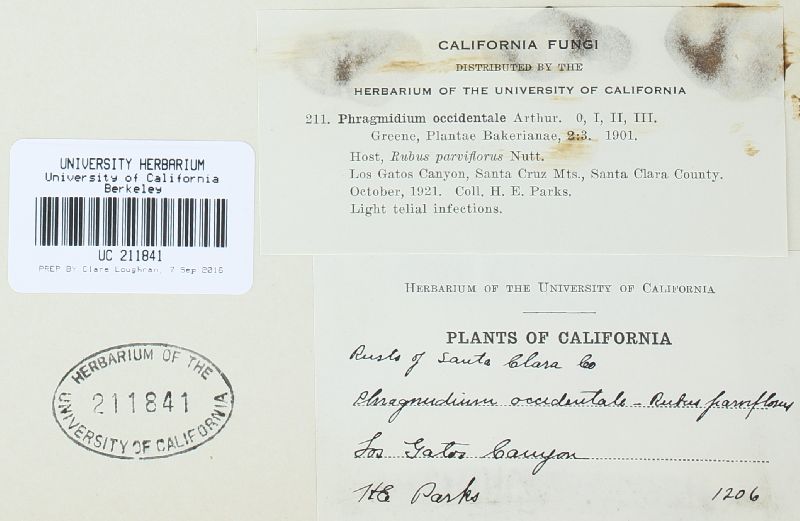 CALIFORNIA FUNGI
DISTRIBUTED BY THE
HERBARIUM OF THE UNIVERSITY OF CALIFORNIA
211. Phragmidium occidentale Arthur. 0, I, II, III.
Greene, Plantae Bakerianae, 2:3. 1901.
Host, Rubus parviflorus Nutt.
Los Gatos Canyon, Santa Cruz Mts., Santa Clara County.
October, 1921. Coll. H. E. Parks.
Light telial infections.
UNIVERSITY HERBARIUM
University of California
Berkeley
UC 211841
PREP BY Clara Loughran, 7 Sep 2016
HERBARIUM OF THE
211841
UNIVERSITY OF CALIFORNIA
HERBARIUM OF THE UNIVERSITY OF CALIFORNIA
PLANTS OF CALIFORNIA
Rusts of Santa Clara Co
Phragmidium occidentale - Rubus parviflorus
Los Gatos Canyon
HE Parks 1206